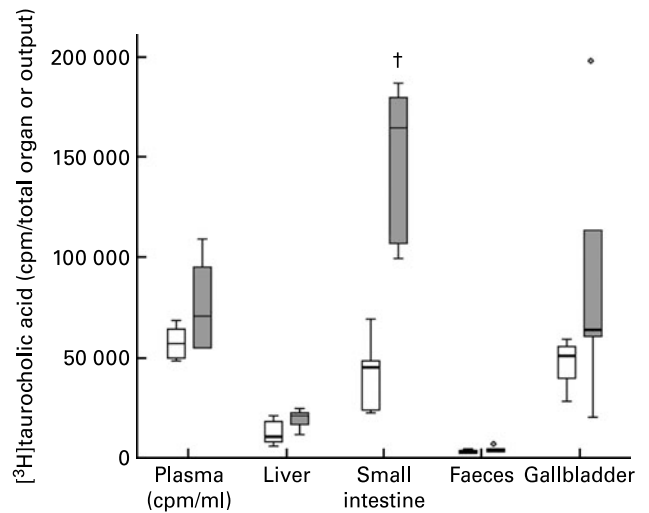 [³H]taurocholic acid (cpm/total organ or output)
200 000
150 000
100 000
50 000
0
†
Plasma
(cpm/ml)
Liver
Small
intestine
Faeces
Gallbladder